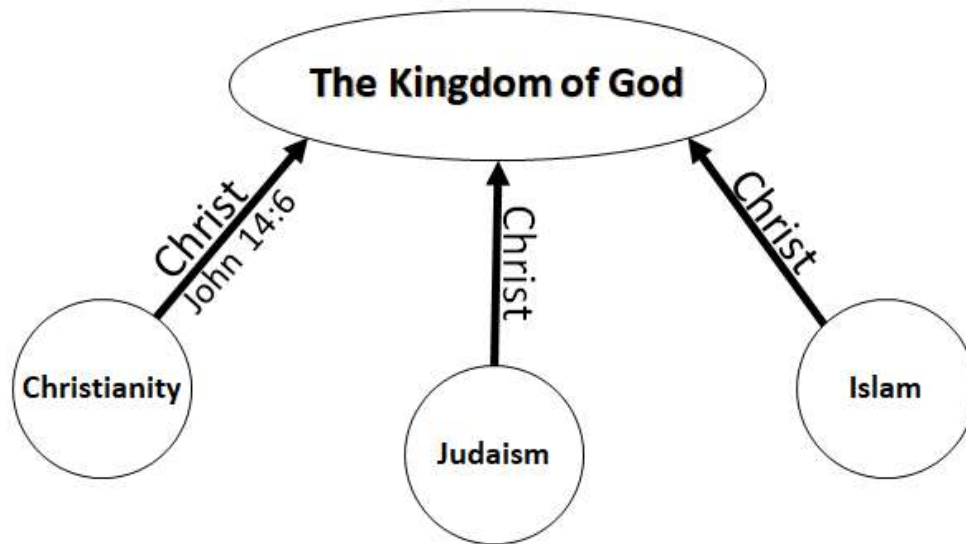 The Kingdom of God
Christ
John 14:6
Christ
Christ
Christianity
Judaism
Islam